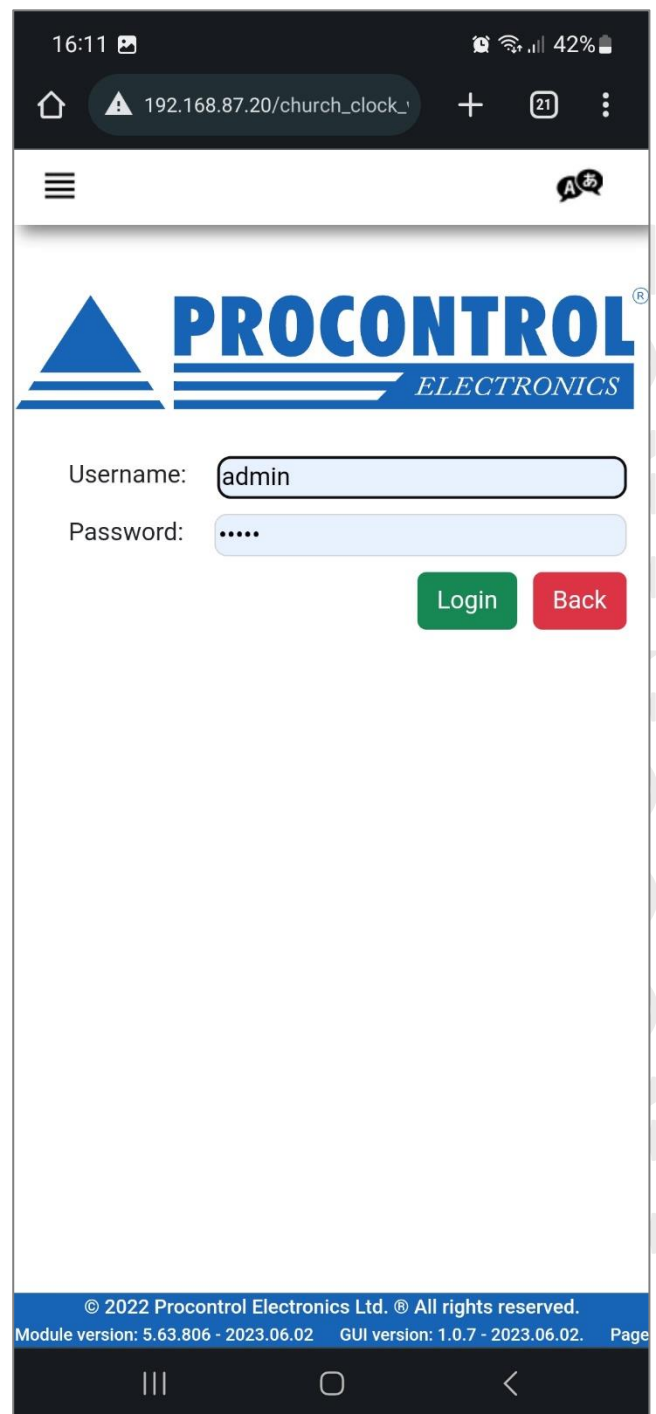 16:11 42%
192.168.87.20/church_clock_ 21
A あ
PROCONTROL®
ELECTRONICS
Username: admin
Password: •••••
Login Back
© 2022 Procontrol Electronics Ltd. ® All rights reserved.
Module version: 5.63.806 - 2023.06.02 GUI version: 1.0.7 - 2023.06.02. Page